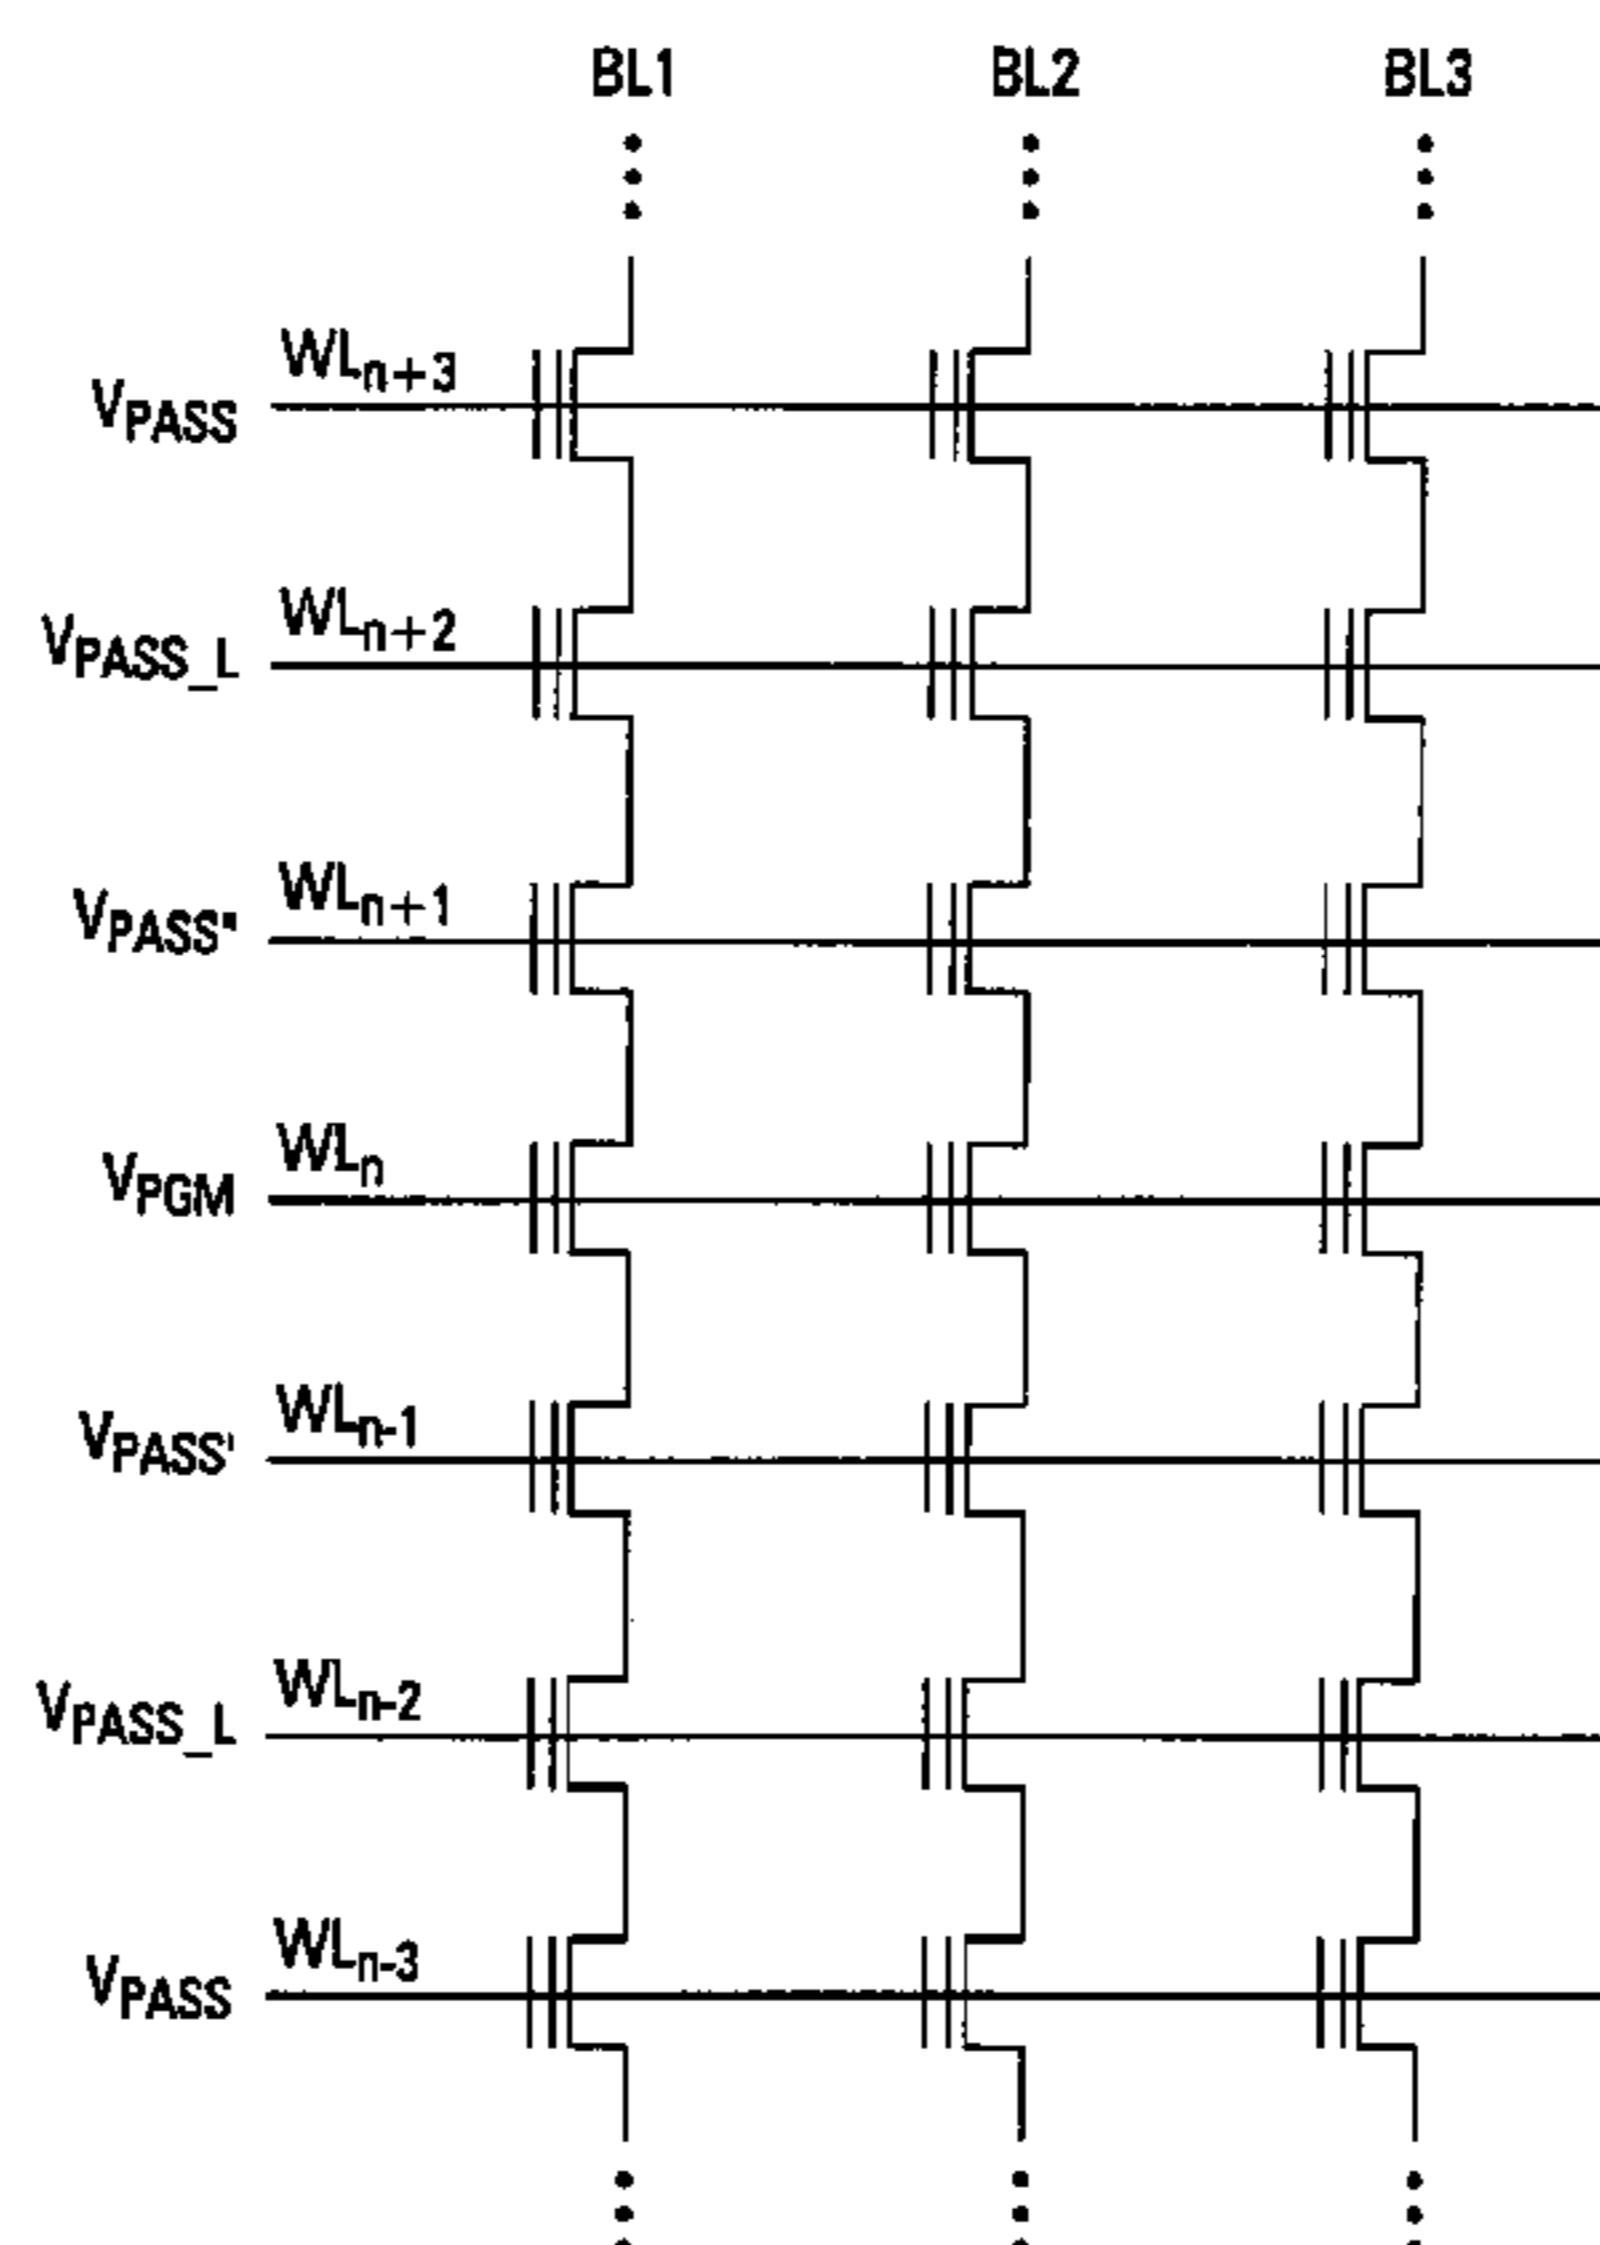 BL1 BL2 BL3
WLn+3
VPASS
WLn+2
VPASS_L
WLn+1
VPASS"
WLn
VPGM
WLn-1
VPASS'
WLn-2
VPASS_L
WLn-3
VPASS